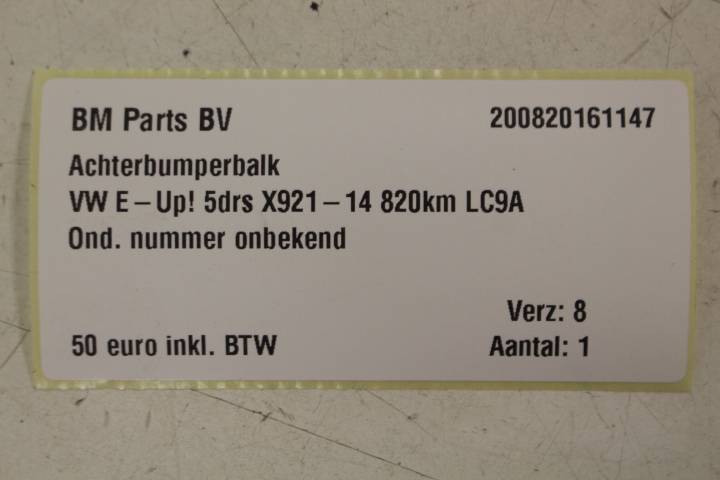 BM Parts BV 200820161147
Achterbumperbalk
VW E-Up! 5drs X921-14 820km LC9A
Ond. nummer onbekend
Verz: 8
50 euro inkl. BTW Aantal: 1